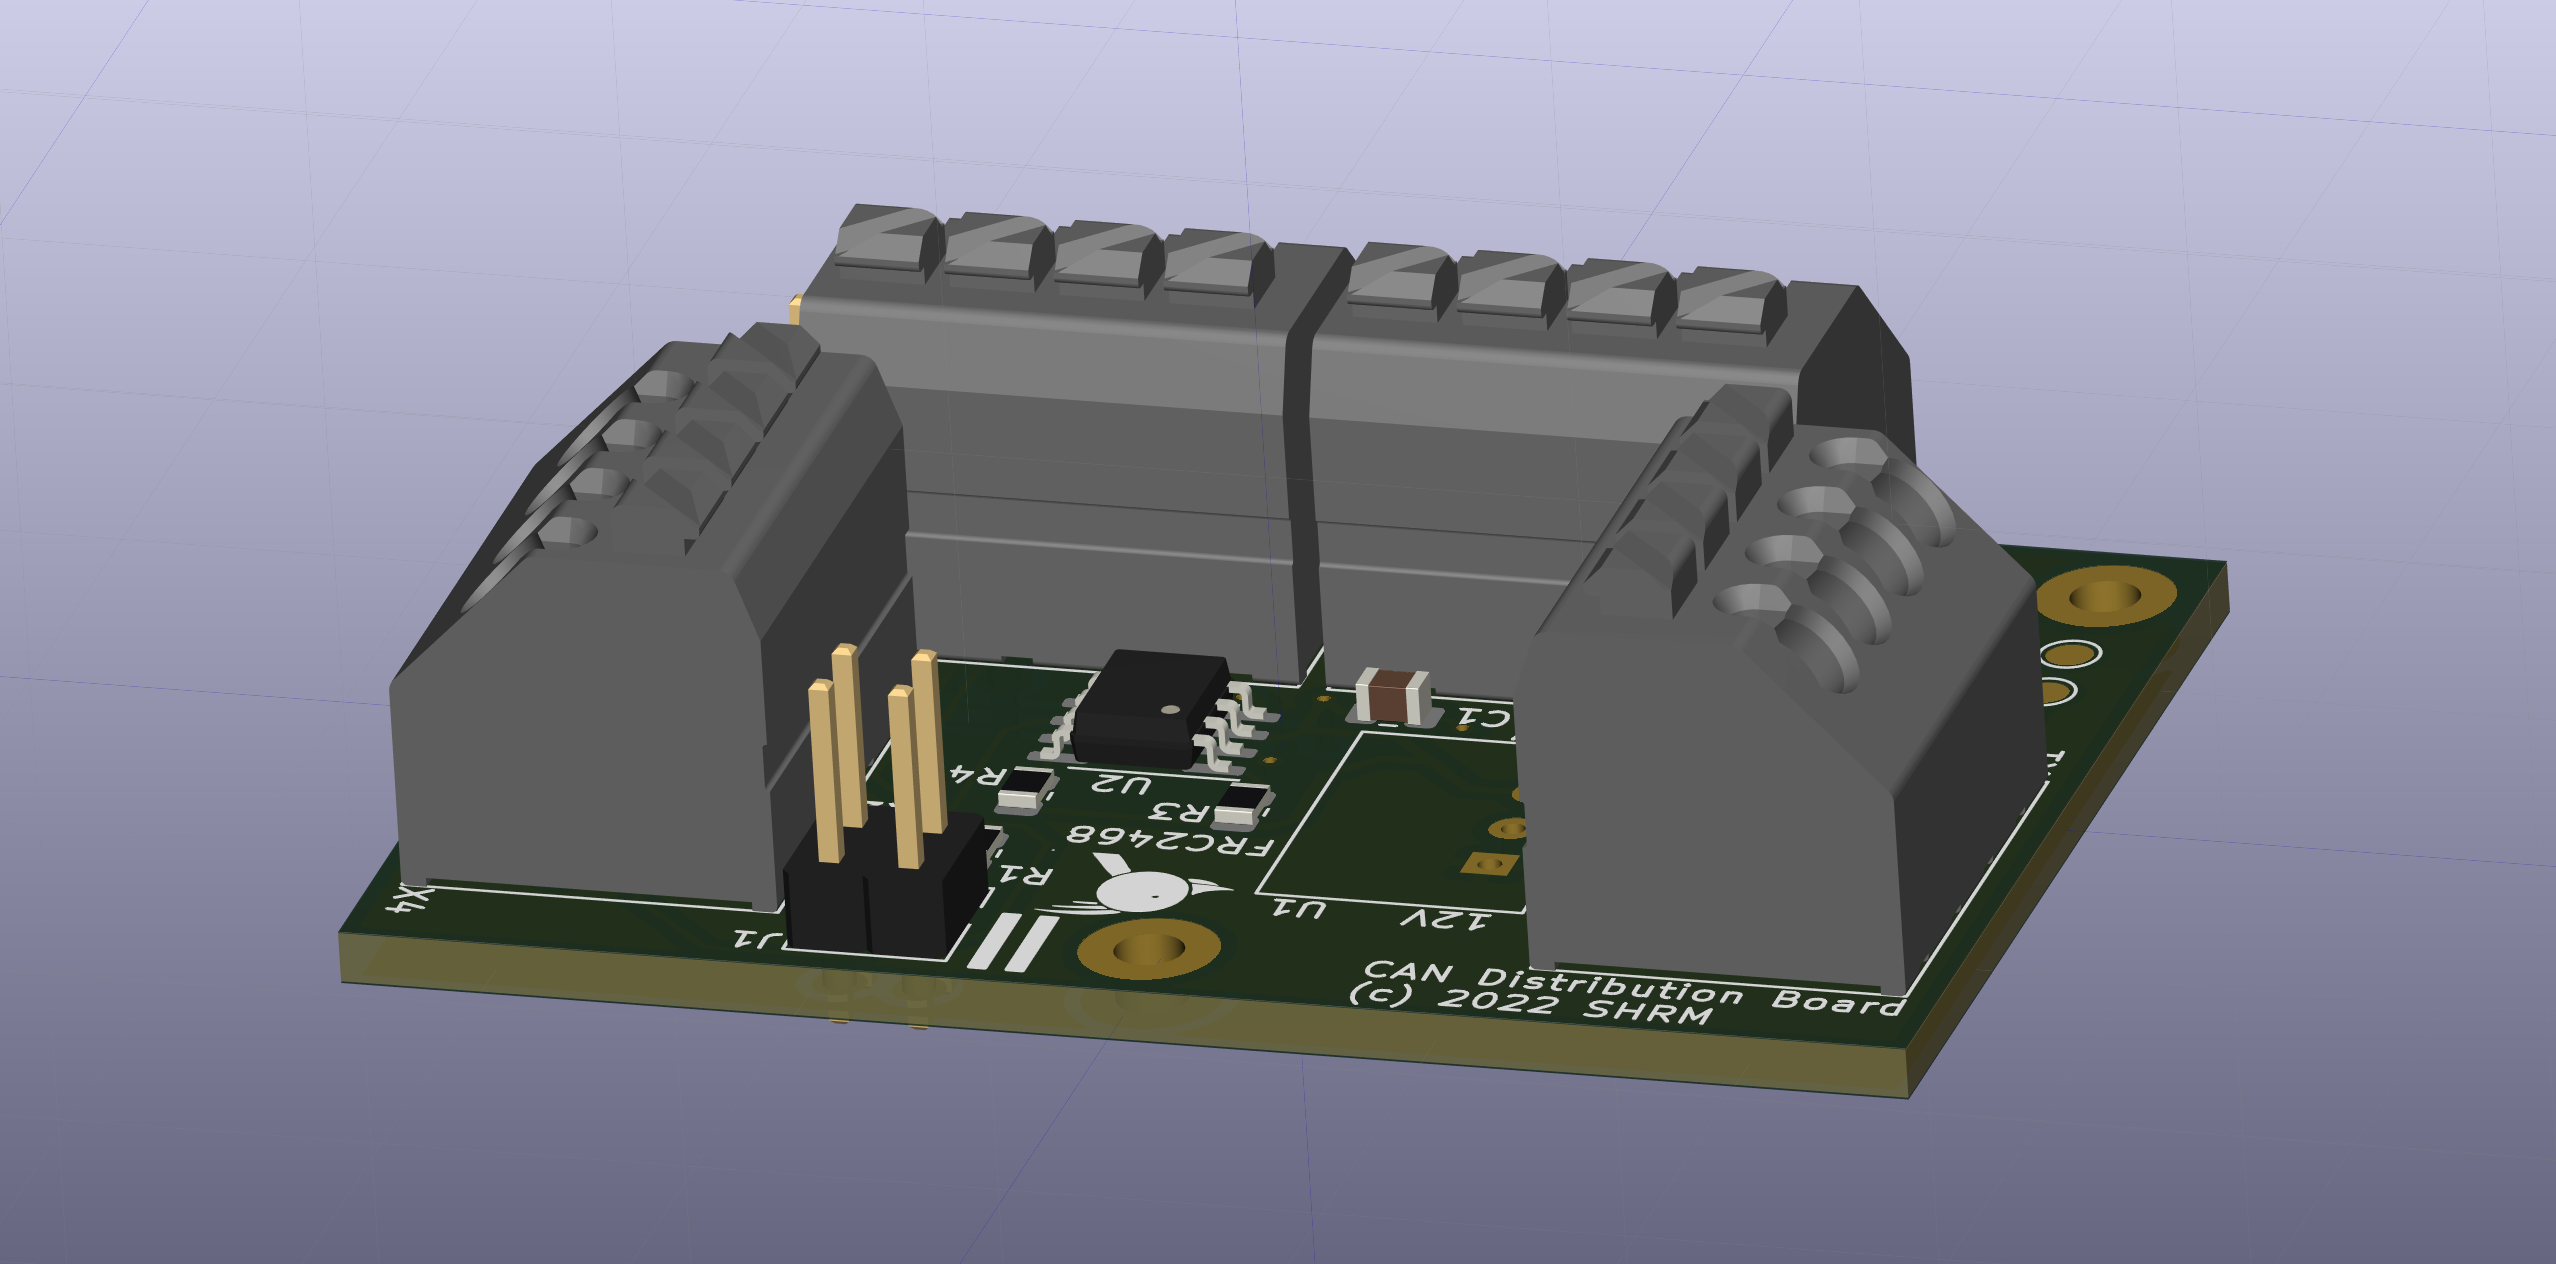 C1
R4
U2
R3
FRC2468
R1
U1
12V
X4
J1
CAN Distribution Board
(c) 2022 SHRM